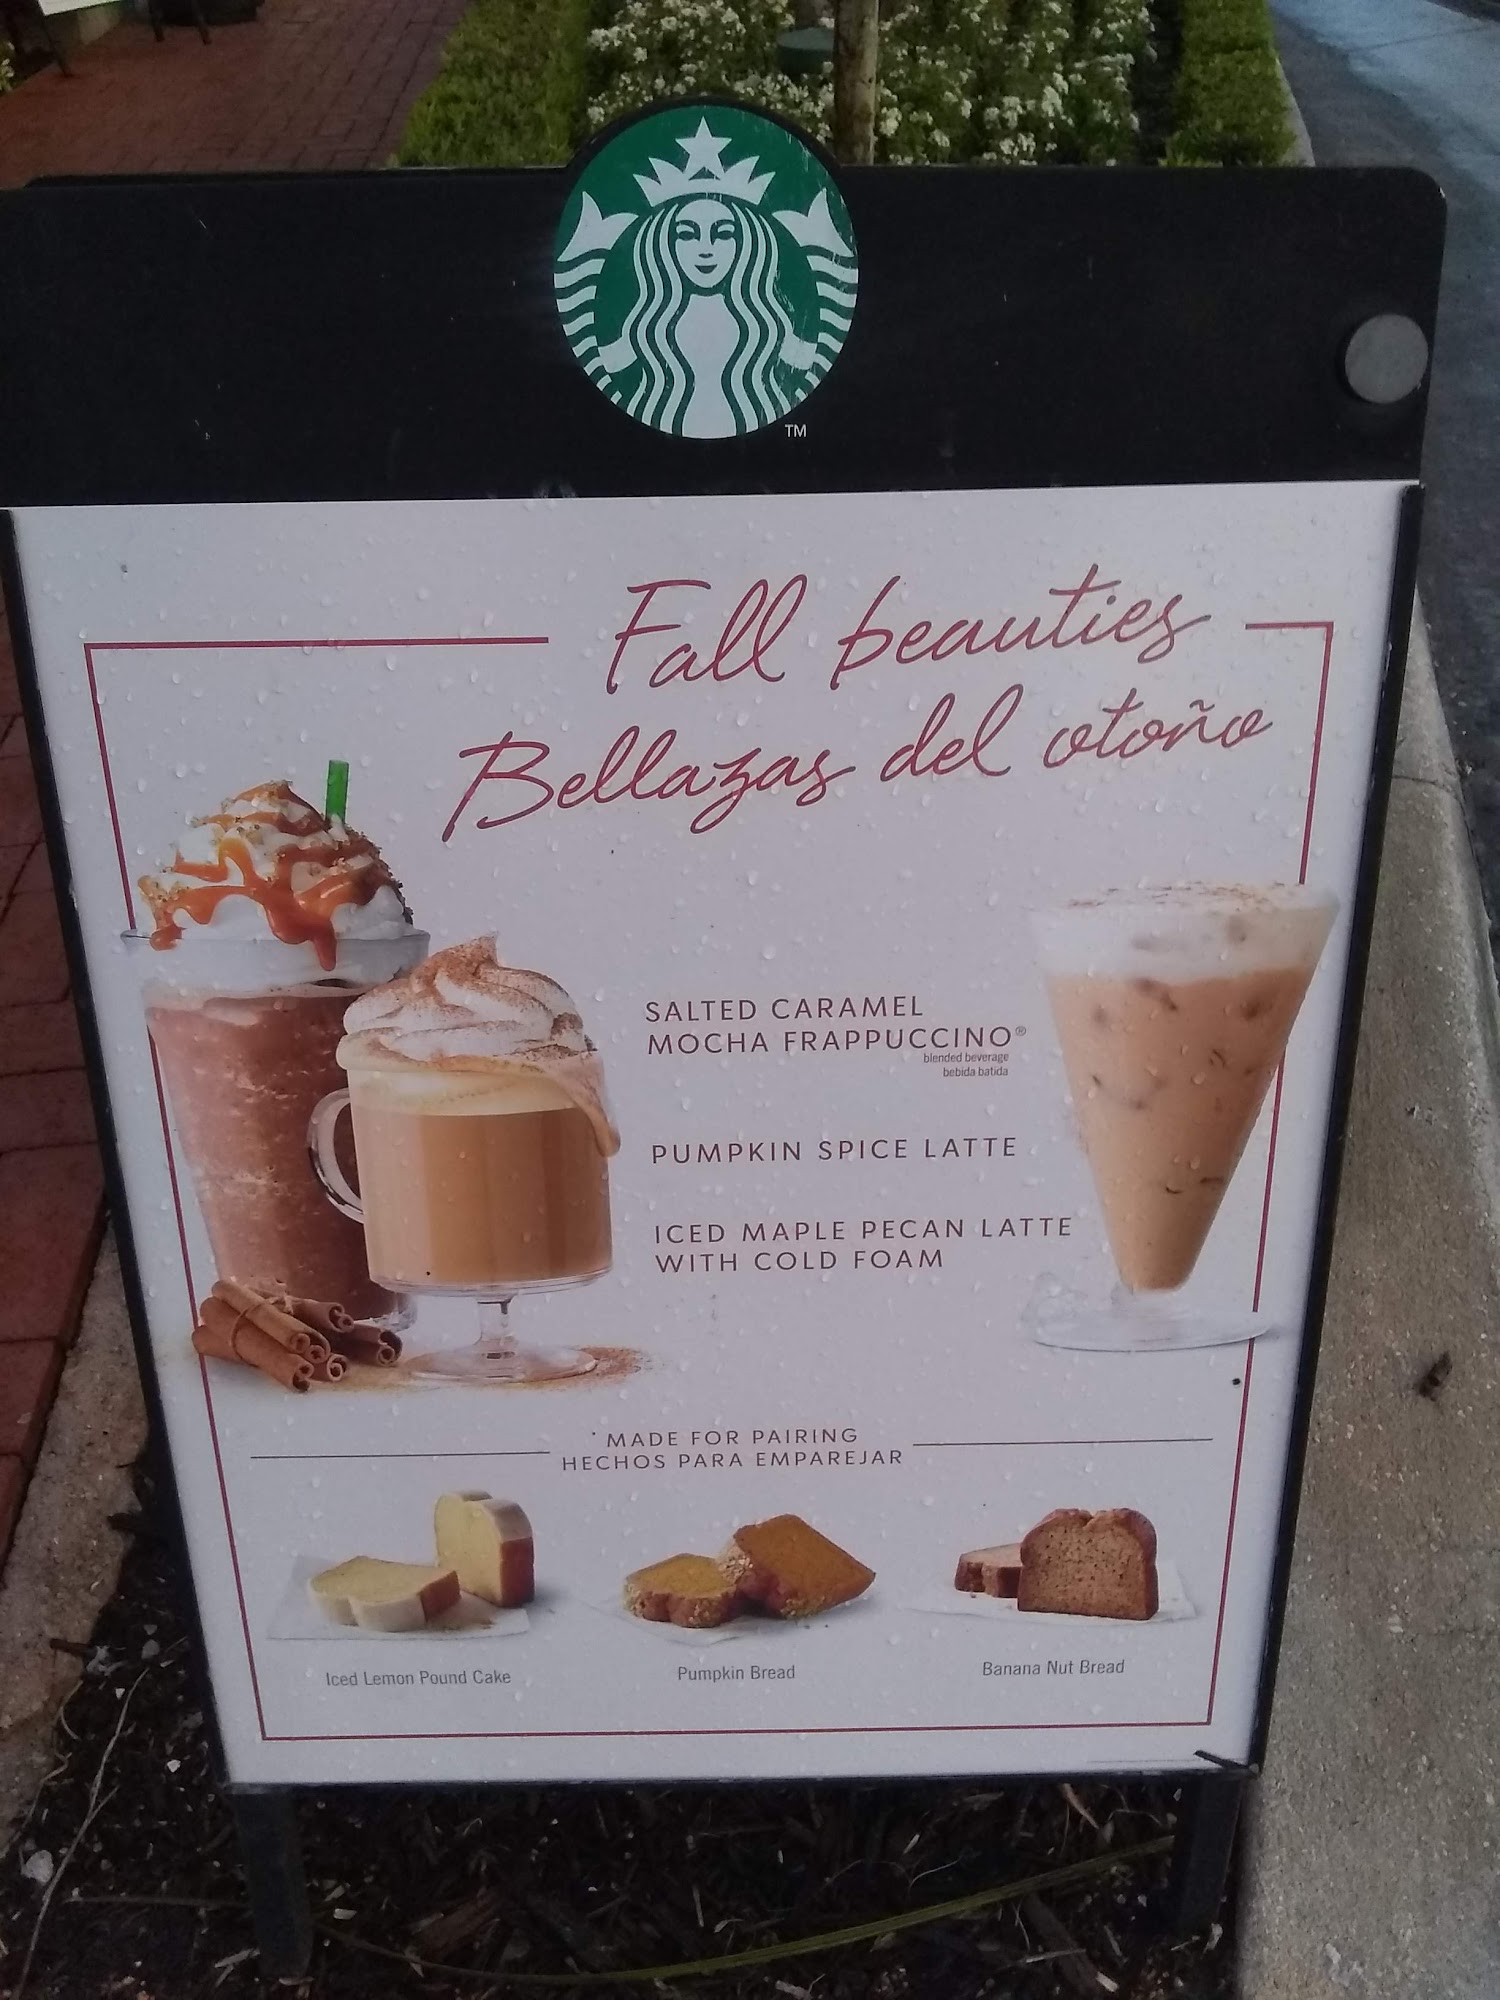 TM
Fall beauties
Bellazas del otoño
SALTED CARAMEL
MOCHA FRAPPUCCINO®
blended beverage
bebida batida
PUMPKIN SPICE LATTE
ICED MAPLE PECAN LATTE
WITH COLD FOAM
MADE FOR PAIRING
HECHOS PARA EMPAREJAR
Iced Lemon Pound Cake
Pumpkin Bread
Banana Nut Bread